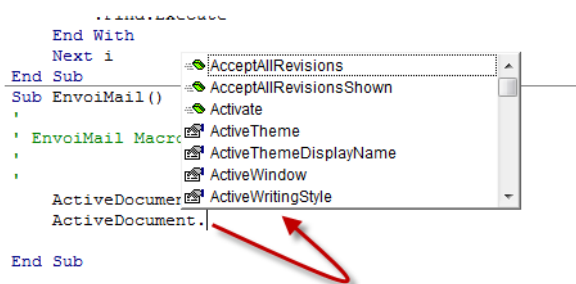 .Find.Execute
End With
Next i
End Sub
Sub EnvoiMail()
'
' EnvoiMail Macro
'
'
ActiveDocumen
ActiveDocument.
End Sub
AcceptAllRevisions
AcceptAllRevisionsShown
Activate
ActiveTheme
ActiveThemeDisplayName
ActiveWindow
ActiveWritingStyle